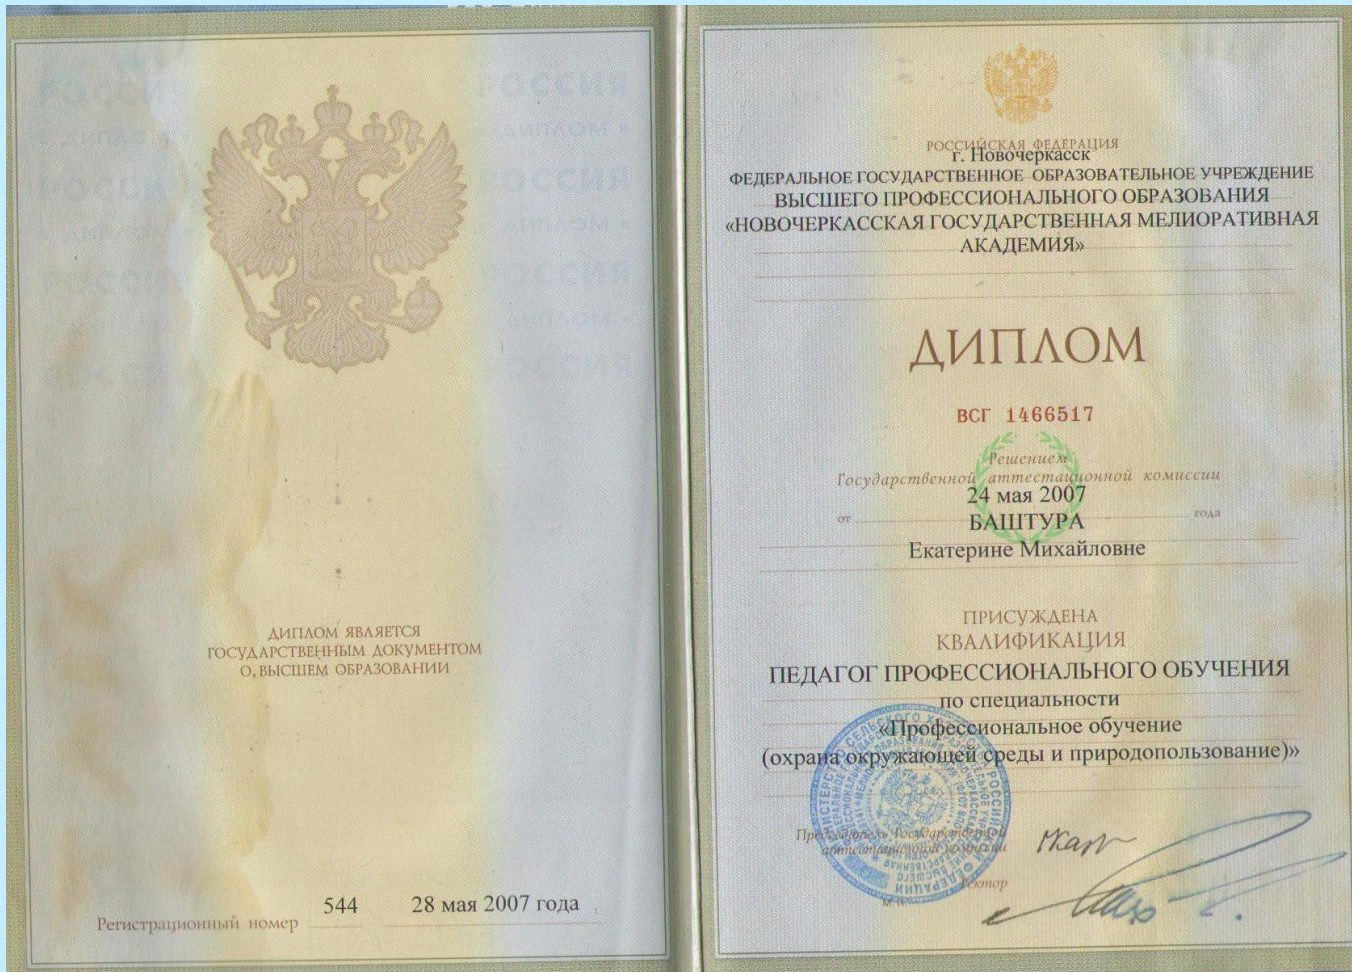 РОССИЯ
ДИПЛОМ
РОССИЯ
ДИПЛОМ
РОССИЯ
ДИПЛОМ
РОССИЯ
ДИПЛОМ ЯВЛЯЕТСЯ
ГОСУДАРСТВЕННЫМ ДОКУМЕНТОМ
О ВЫСШЕМ ОБРАЗОВАНИИ
Регистрационный номер 544 28 мая 2007 года
РОССИЙСКАЯ ФЕДЕРАЦИЯ
г. Новочеркасск
ФЕДЕРАЛЬНОЕ ГОСУДАРСТВЕННОЕ ОБРАЗОВАТЕЛЬНОЕ УЧРЕЖДЕНИЕ
ВЫСШЕГО ПРОФЕССИОНАЛЬНОГО ОБРАЗОВАНИЯ
«НОВОЧЕРКАССКАЯ ГОСУДАРСТВЕННАЯ МЕЛИОРАТИВНАЯ
АКАДЕМИЯ»
ДИПЛОМ
ВСГ 1466517
Решением
Государственной аттестационной комиссии
от 24 мая 2007 года
БАШТУРА
Екатерине Михайловне
ПРИСУЖДЕНА
КВАЛИФИКАЦИЯ
ПЕДАГОГ ПРОФЕССИОНАЛЬНОГО ОБУЧЕНИЯ
по специальности
«Профессиональное обучение
(охрана окружающей среды и природопользование)»
Председатель Государственной
аттестационной комиссии
Ректор
М. П.